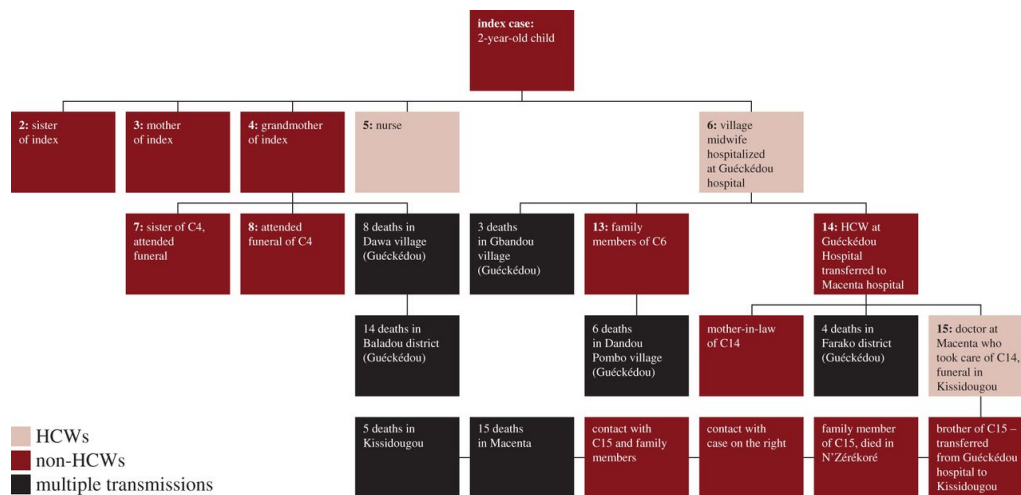 index case:
2-year-old child
2: sister
of index
3: mother
of index
4: grandmother
of index
5: nurse
6: village
midwife
hospitalized
at Guéckédou
hospital
7: sister of C4,
attended
funeral
8: attended
funeral of C4
8 deaths in
Dawa village
(Guéckédou)
3 deaths
in Gbandou
village
(Guéckédou)
13: family
members of C6
14: HCW at
Guéckédou
Hospital
transferred to
Macenta hospital
14 deaths in
Baladou district
(Guéckédou)
6 deaths
in Dandou
Pombo village
(Guéckédou)
mother-in-law
of C14
4 deaths in
Farako district
(Guéckédou)
15: doctor at
Macenta who
took care of C14,
funeral in
Kissidougou
5 deaths in
Kissidougou
15 deaths
in Macenta
contact with
C15 and family
members
contact with
case on the right
family member
of C15, died in
N'Zérékoré
brother of C15 –
transferred
from Guéckédou
hospital to
Kissidougou
HCWs
non-HCWs
multiple transmissions